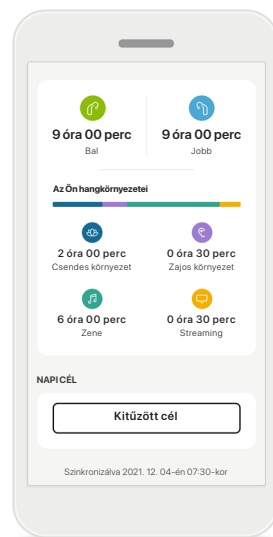 9 óra 00 perc
Bal
9 óra 00 perc
Jobb
Az Ön hangkörnyezetei
2 óra 00 perc
Csendes környezet
0 óra 30 perc
Zajos környezet
6 óra 00 perc
Zene
0 óra 30 perc
Streaming
NAPI CÉL
Kitűzött cél
Szinkronizálva 2021. 12. 04-én 07:30-kor